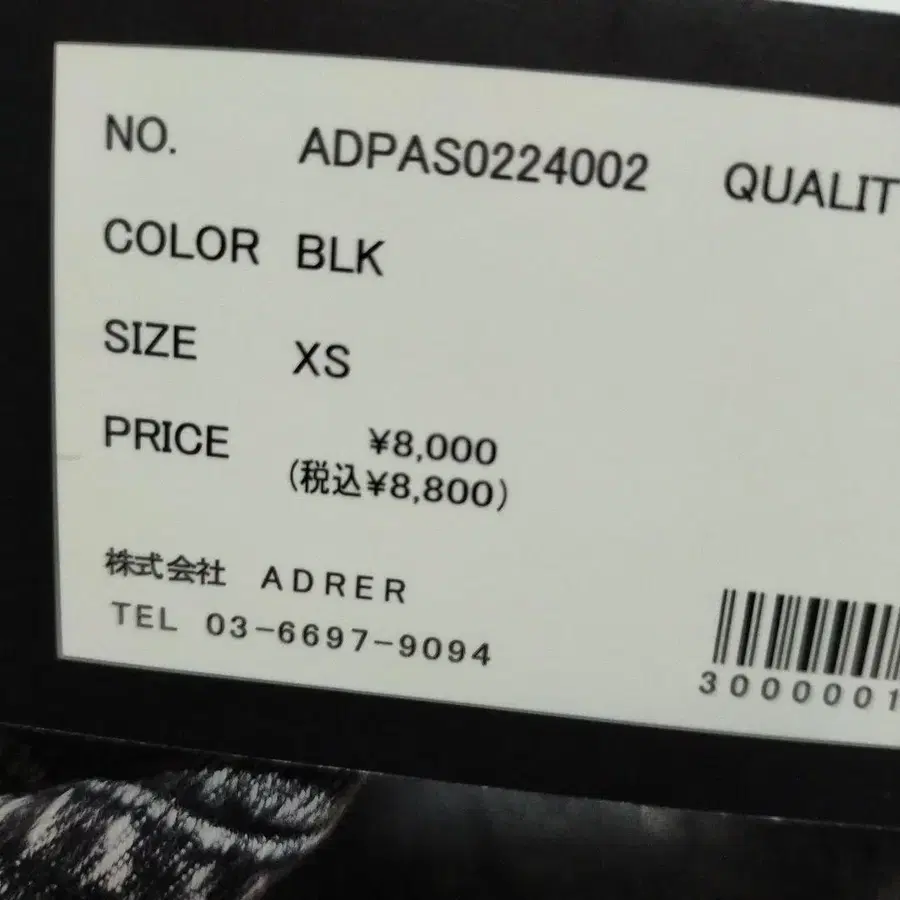 NO. ADPAS0224002 QUALIT
COLOR BLK
SIZE XS
PRICE ¥8,000
(税込¥8,800)
株式会社 ADRER
TEL 03-6697-9094
3000001